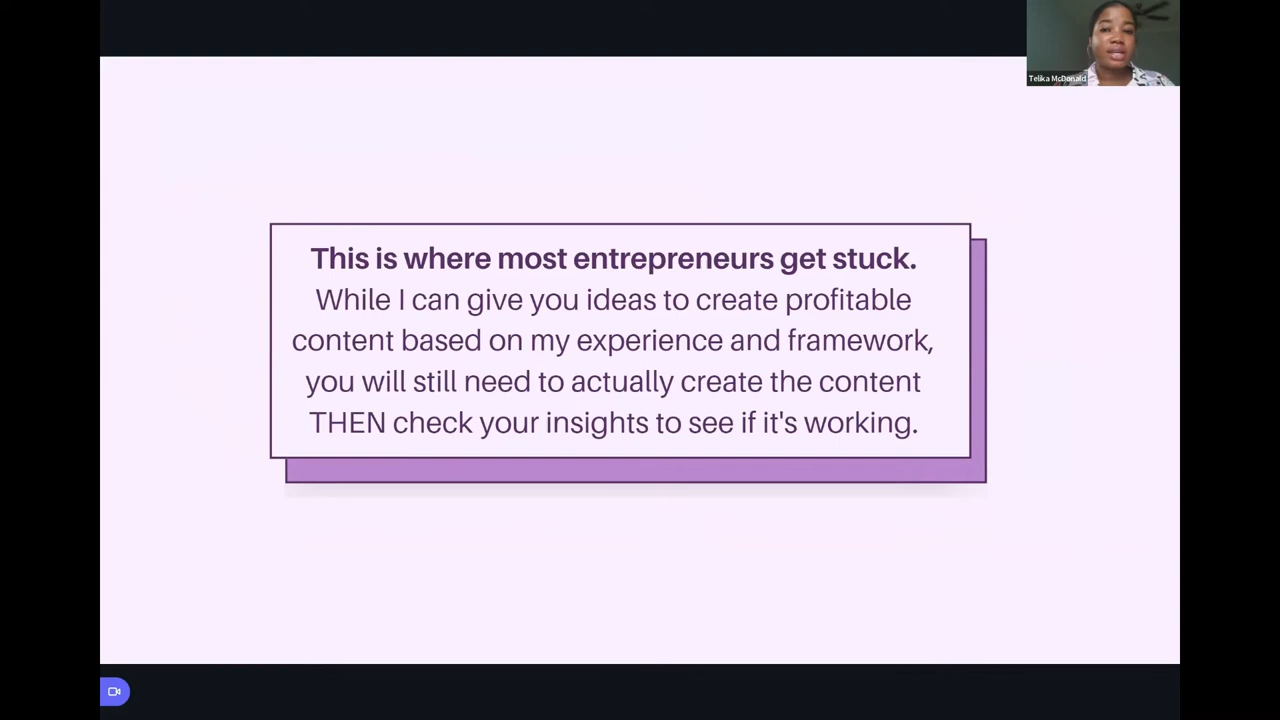 Telika McDonald
This is where most entrepreneurs get stuck.
While I can give you ideas to create profitable
content based on my experience and framework,
you will still need to actually create the content
THEN check your insights to see if it's working.